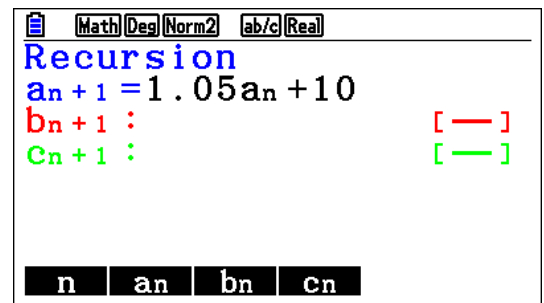 Math Deg Norm2 ab/c Real
Recursion
an+1=1.05an+10
bn+1: [—]
cn+1: [—]
n an bn cn